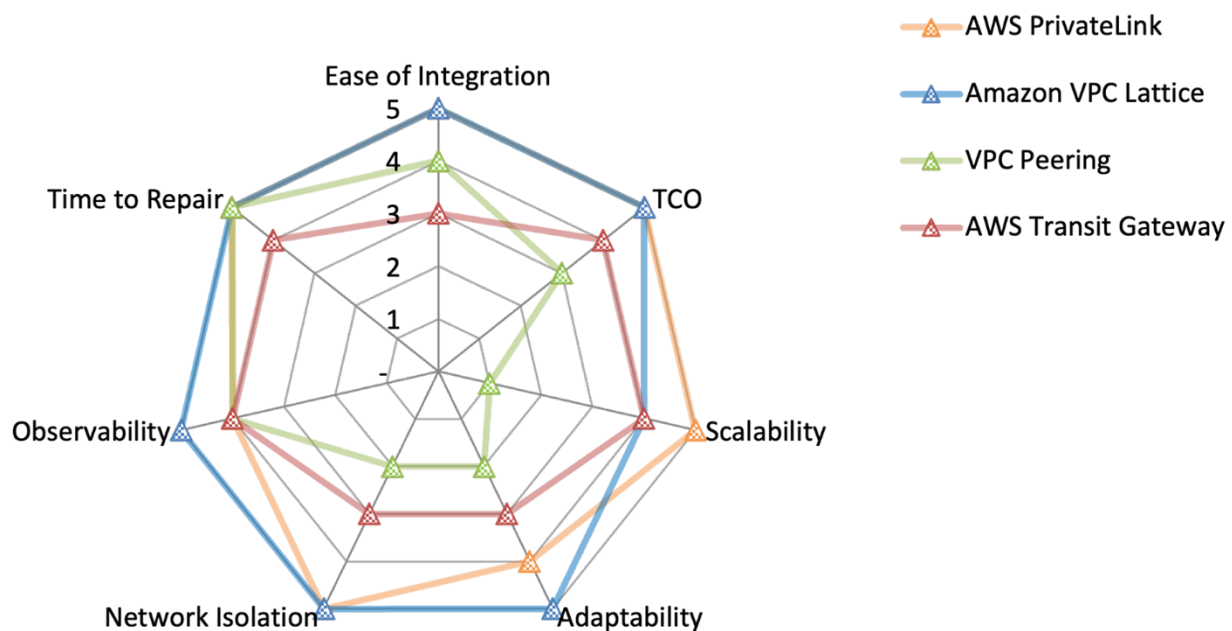 AWS PrivateLink
Ease of Integration
5
Amazon VPC Lattice
4
VPC Peering
Time to Repair
TCO
3
AWS Transit Gateway
2
1
-
Observability
Scalability
Network Isolation
Adaptability